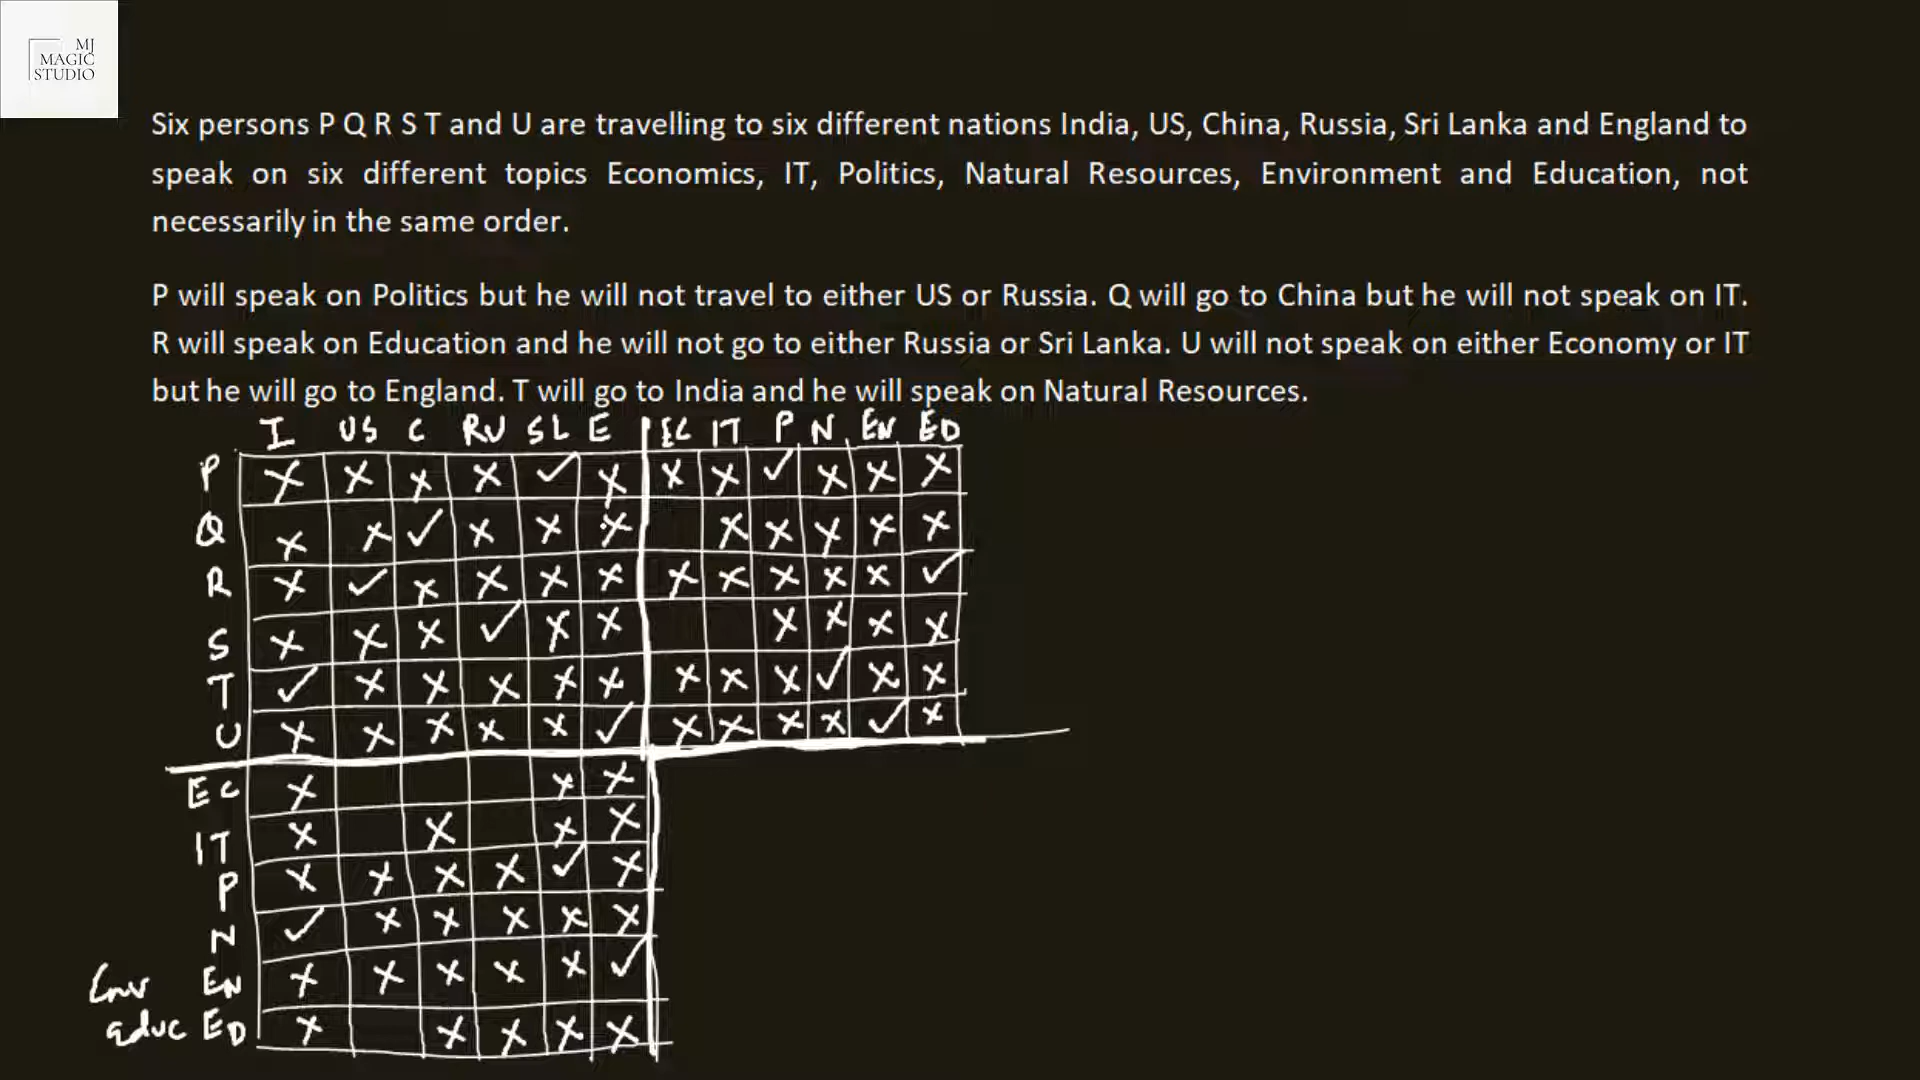 MJ
MAGIC
STUDIO
Six persons P Q R S T and U are travelling to six different nations India, US, China, Russia, Sri Lanka and England to
speak on six different topics Economics, IT, Politics, Natural Resources, Environment and Education, not
necessarily in the same order.
P will speak on Politics but he will not travel to either US or Russia. Q will go to China but he will not speak on IT.
R will speak on Education and he will not go to either Russia or Sri Lanka. U will not speak on either Economy or IT
but he will go to England. T will go to India and he will speak on Natural Resources.
I US C RU SL E EC IT P N EN ED
P X X X X ✓ X X X ✓ X X X
Q X X ✓ X X X X X X X X
R X ✓ X X X X X X X X X ✓
S X X X ✓ X X X X X X
T ✓ X X X X X X X X ✓ X X
U X X X X X ✓ X X X X ✓ X
EC X X X
IT X X X X
P X X X X ✓ X
N ✓ X X X X X
Env EN X X X X X ✓
educ ED X X X X X